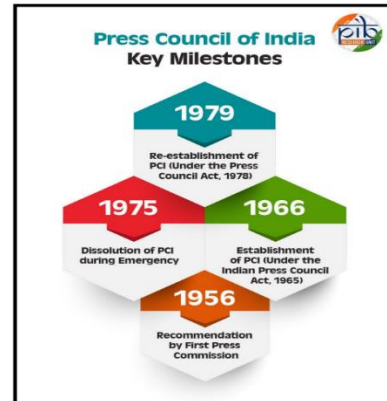 Press Council of India
Key Milestones
pib
1979
Re-establishment of
PCI (Under the Press
Council Act, 1978)
1975
Dissolution of PCI
during Emergency
1966
Establishment
of PCI (Under the
Indian Press Council
Act, 1965)
1956
Recommendation
by First Press
Commission